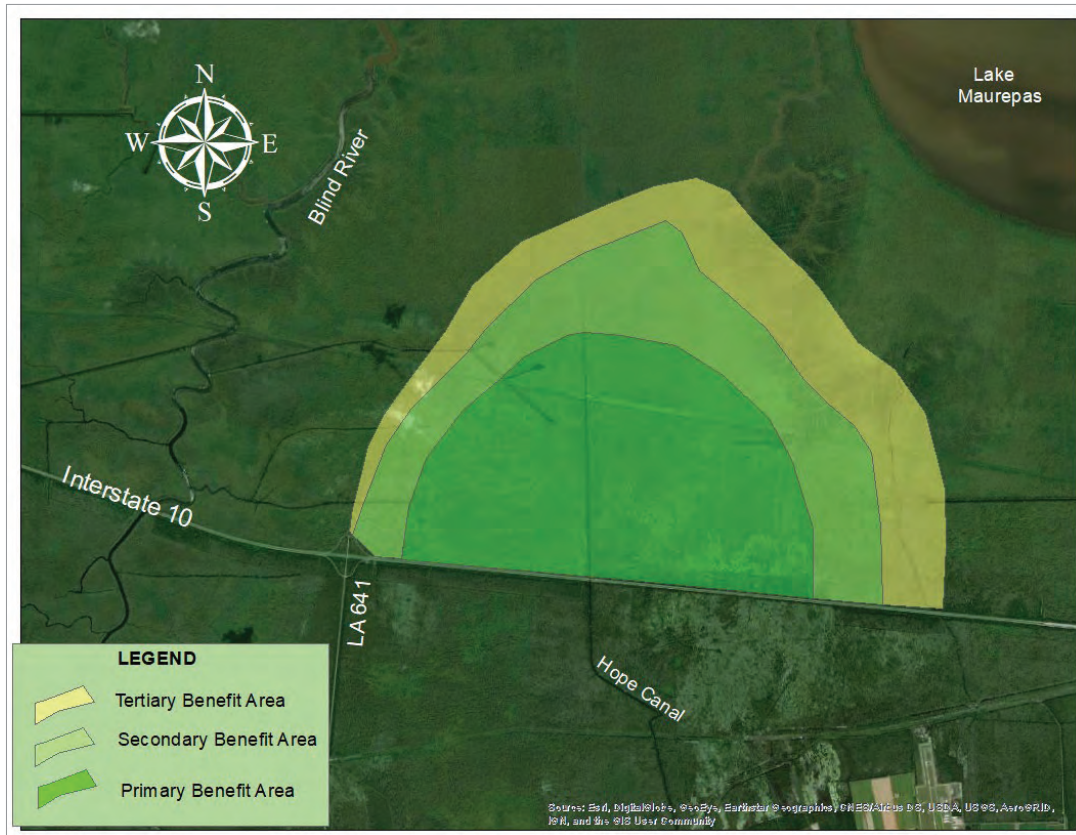 N
W E
S
Blind River
Lake
Maurepas
Interstate 10
LA 641
Hope Canal
LEGEND
Tertiary Benefit Area
Secondary Benefit Area
Primary Benefit Area
Source: Esri, DigitalGlobe, GeoEye, Earthstar Geographics, CNES/Airbus DS, USDA, USGS, AeroGRID,
IGN, and the GIS User Community